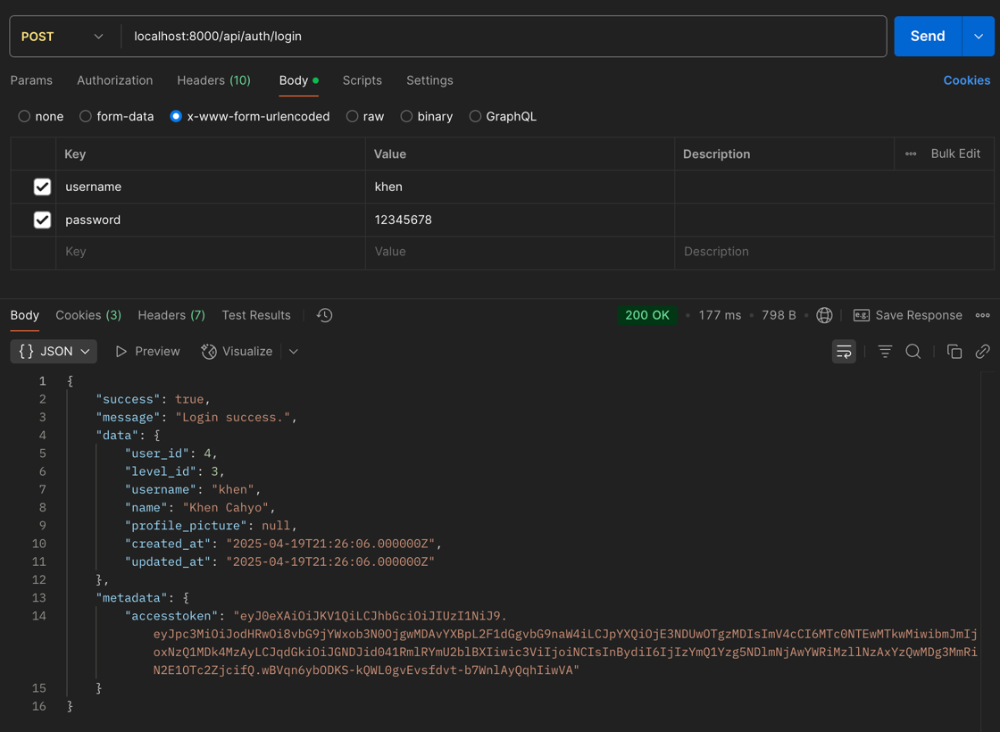 POST localhost:8000/api/auth/login Send
Params Authorization Headers (10) Body Scripts Settings Cookies
none form-data x-www-form-urlencoded raw binary GraphQL
Key Value Description Bulk Edit
username khen
password 12345678
Key Value Description
Body Cookies (3) Headers (7) Test Results 200 OK • 177 ms • 798 B • e.g. Save Response
{} JSON Preview Visualize
1 {
2 "success": true,
3 "message": "Login success.",
4 "data": {
5 "user_id": 4,
6 "level_id": 3,
7 "username": "khen",
8 "name": "Khen Cahyo",
9 "profile_picture": null,
10 "created_at": "2025-04-19T21:26:06.000000Z",
11 "updated_at": "2025-04-19T21:26:06.000000Z"
12 },
13 "metadata": {
14 "accesstoken": "eyJ0eXAiOiJKV1QiLCJhbGciOiJIUzI1NiJ9.
eyJpc3MiOiJodHRwOi8vbG9jYWxob3N0OjgwMDAvYXBpL2F1dGgvbG9naW4iLCJpYXQiOjE3NDUwOTgzMDIsImV4cCI6MTc0NTEwMTkwMiwibmJmIj
oxNzQ1MDk4MzAyLCJqdGkiOiJGNDJid041RmlRYmU2blBXIiwic3ViIjoiNCIsInBydiI6IjIzYmQ1Yzg5NDlmNjAwYWRiMzllNzAxYzQwMDg3MmRi
N2E1OTc2ZjcifQ.wBVqn6ybODKS-kQWL0gvEvsfdvt-b7WnlAyQqhIiwVA"
15 }
16 }